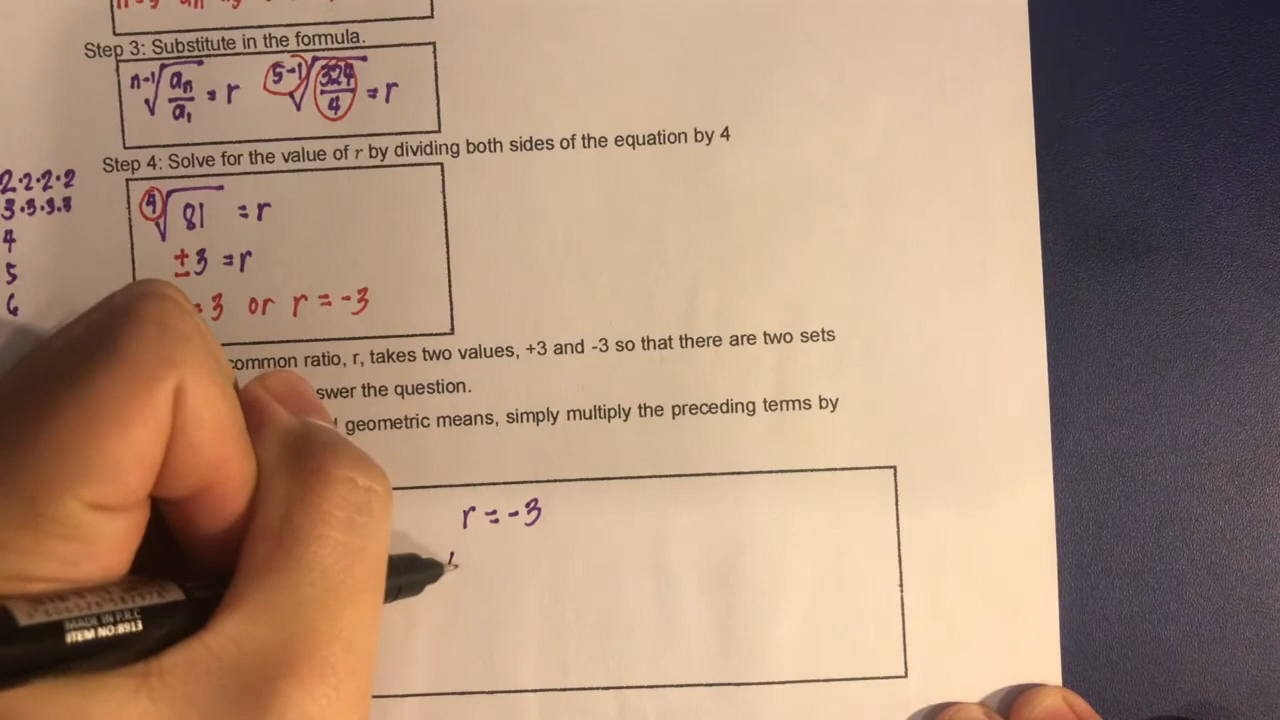 Step 3: Substitute in the formula.
n-1√(an/a1) = r 5-1√(324/4) = r
Step 4: Solve for the value of r by dividing both sides of the equation by 4
2·2·2·2
3·3·3·3
4
5
6
4√81 = r
±3 = r
= 3 or r = -3
common ratio, r, takes two values, +3 and -3 so that there are two sets
swer the question.
geometric means, simply multiply the preceding terms by
r = -3
MADE IN P.R.C
ITEM NO:8913